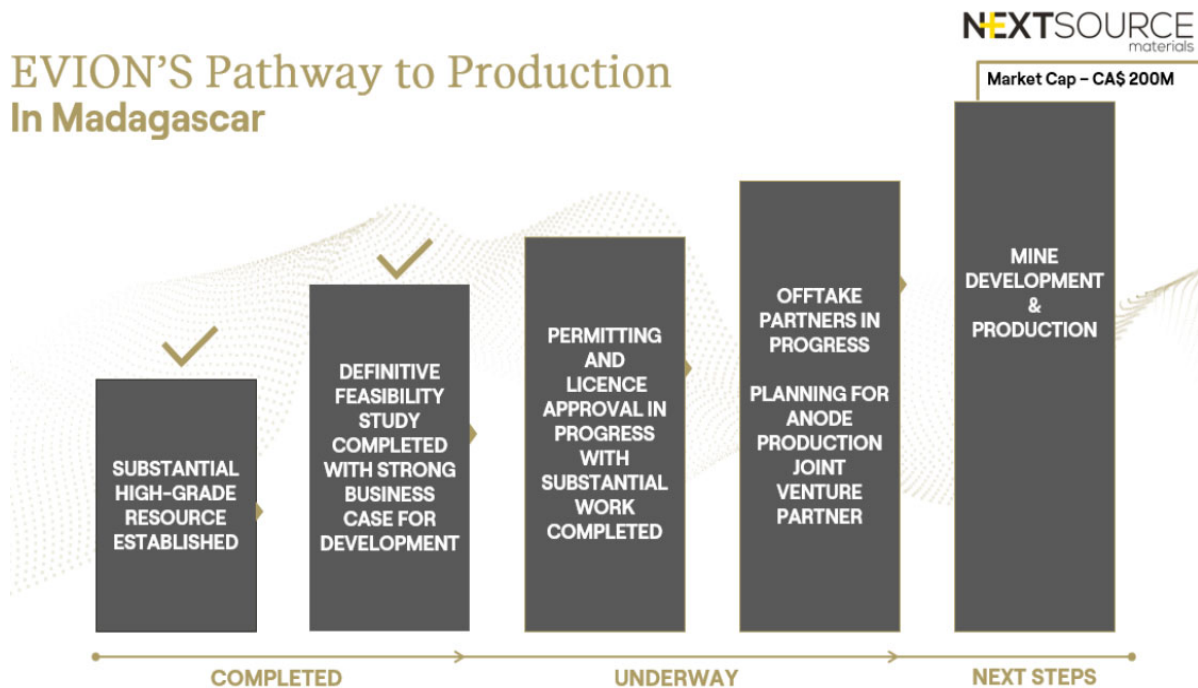 NEXTSOURCE
materials
EVION'S Pathway to Production
In Madagascar
Market Cap – CA$ 200M
SUBSTANTIAL
HIGH-GRADE
RESOURCE
ESTABLISHED
DEFINITIVE
FEASIBILITY
STUDY
COMPLETED
WITH STRONG
BUSINESS
CASE FOR
DEVELOPMENT
PERMITTING
AND
LICENCE
APPROVAL IN
PROGRESS
WITH
SUBSTANTIAL
WORK
COMPLETED
OFFTAKE
PARTNERS IN
PROGRESS
PLANNING FOR
ANODE
PRODUCTION
JOINT
VENTURE
PARTNER
MINE
DEVELOPMENT
&
PRODUCTION
COMPLETED
UNDERWAY
NEXT STEPS